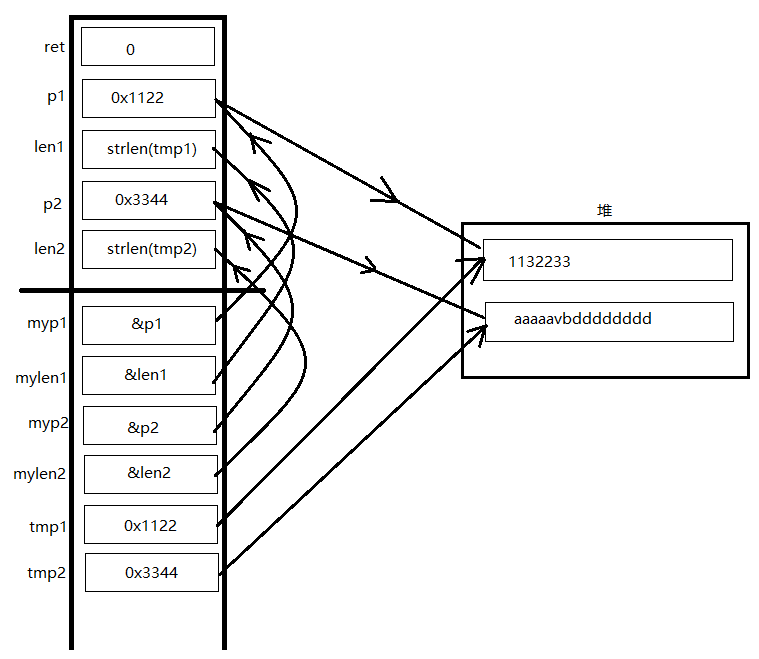 ret 0
p1 0x1122
len1 strlen(tmp1)
p2 0x3344
len2 strlen(tmp2)
myp1 &p1
mylen1 &len1
myp2 &p2
mylen2 &len2
tmp1 0x1122
tmp2 0x3344
堆
1132233
aaaaavbdddddddd